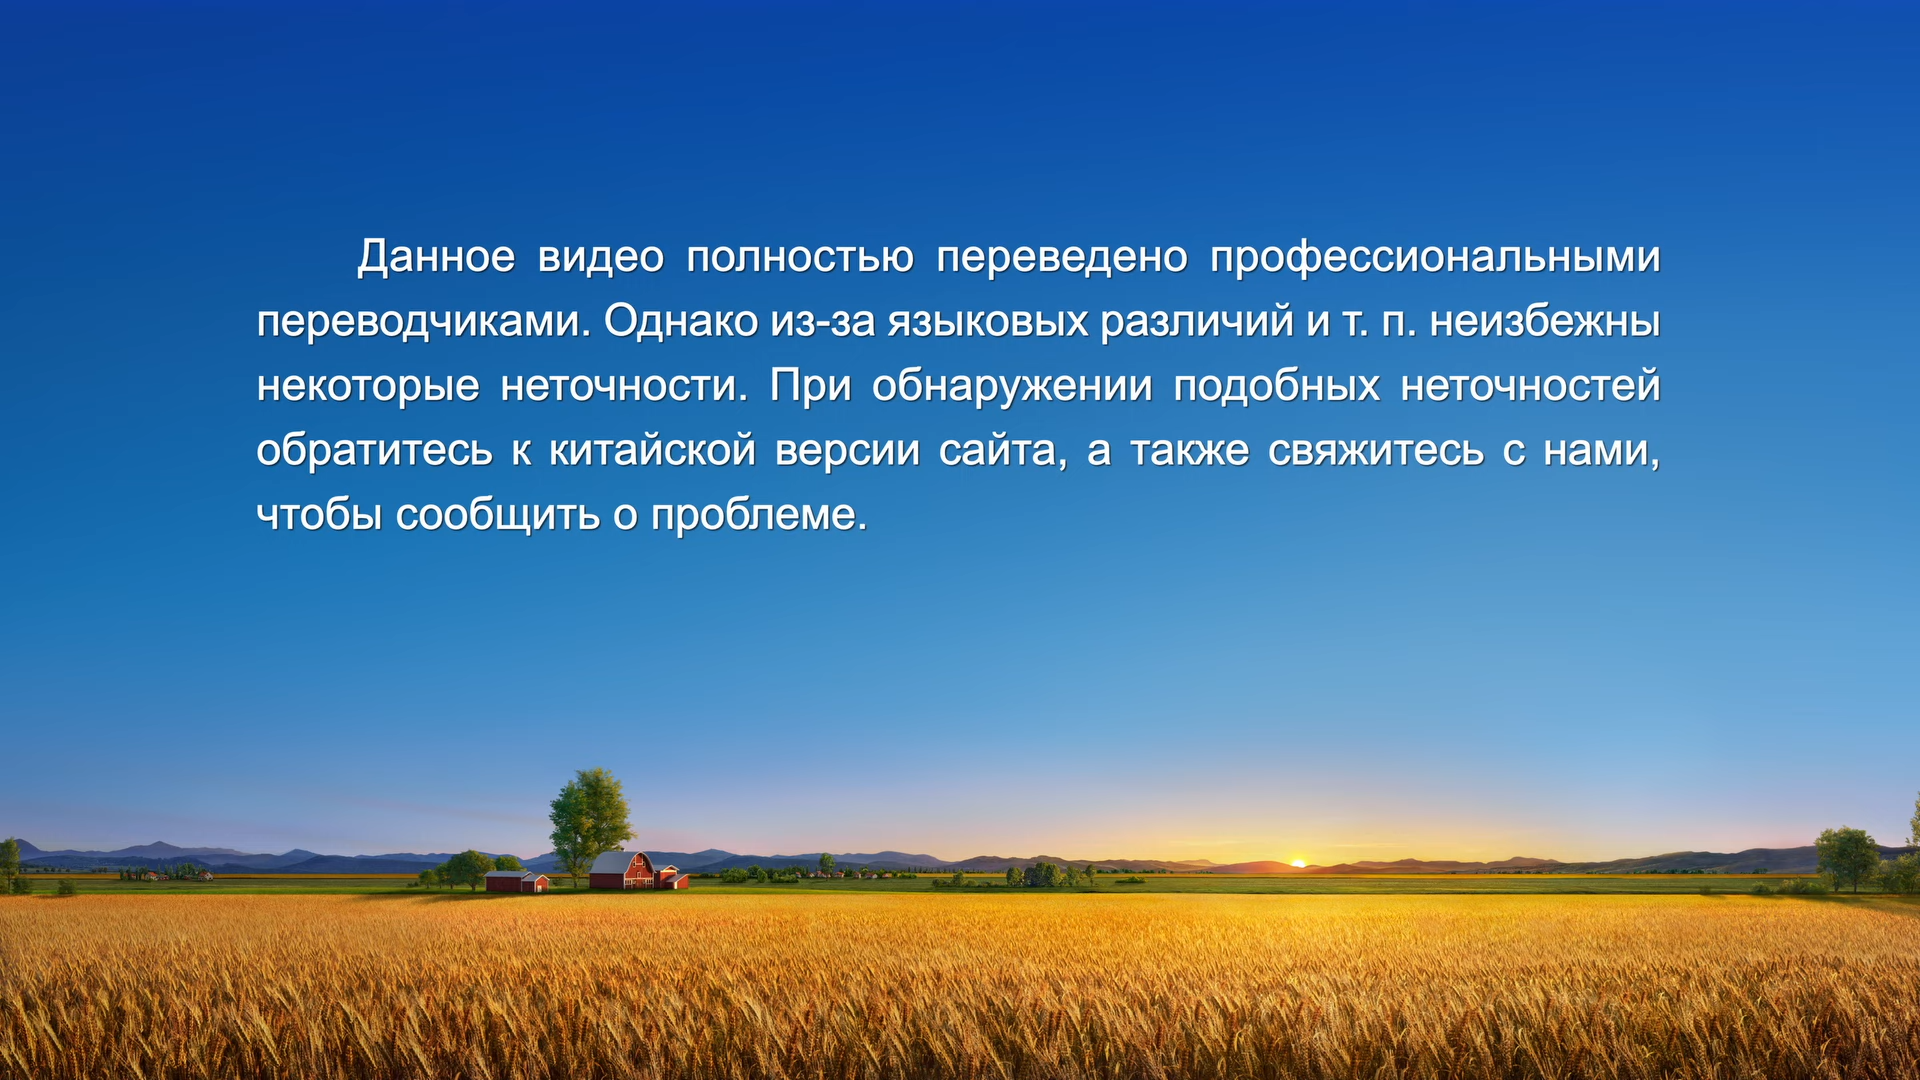 Данное видео полностью переведено профессиональными
переводчиками. Однако из-за языковых различий и т. п. неизбежны
некоторые неточности. При обнаружении подобных неточностей
обратитесь к китайской версии сайта, а также свяжитесь с нами,
чтобы сообщить о проблеме.